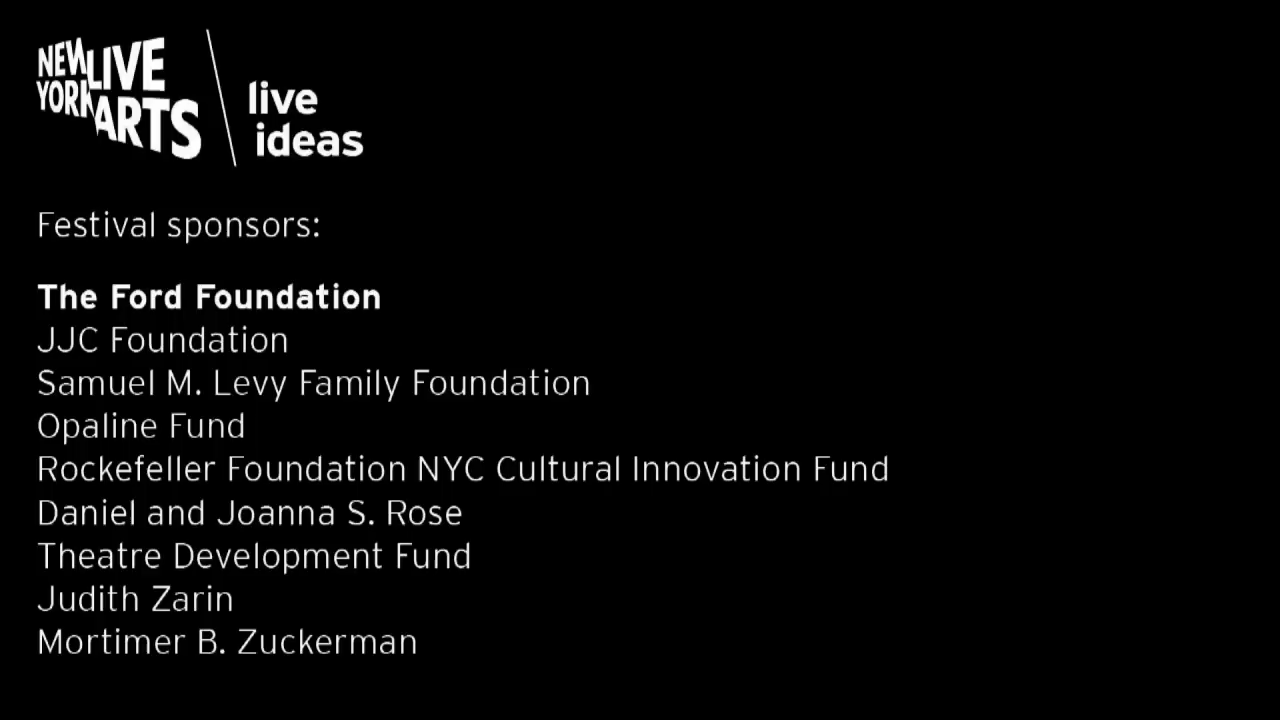 NEW YORK LIVE ARTS
live ideas
Festival sponsors:
The Ford Foundation
JJC Foundation
Samuel M. Levy Family Foundation
Opaline Fund
Rockefeller Foundation NYC Cultural Innovation Fund
Daniel and Joanna S. Rose
Theatre Development Fund
Judith Zarin
Mortimer B. Zuckerman